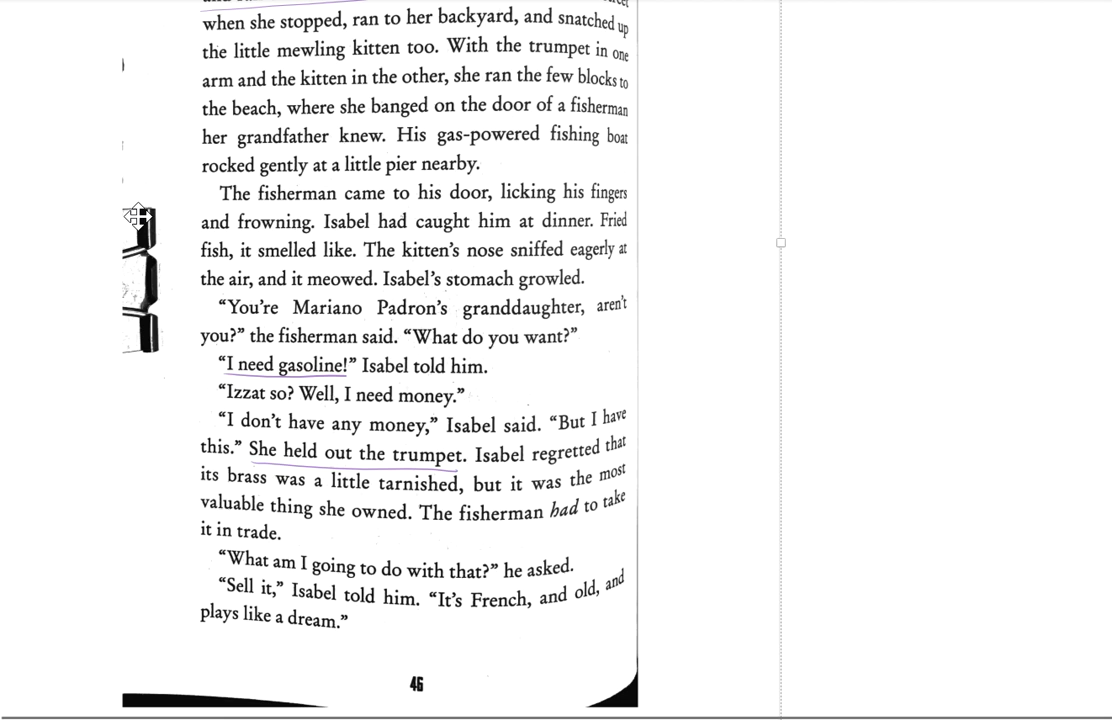 when she stopped, ran to her backyard, and snatched up
the little mewling kitten too. With the trumpet in one
arm and the kitten in the other, she ran the few blocks to
the beach, where she banged on the door of a fisherman
her grandfather knew. His gas-powered fishing boat
rocked gently at a little pier nearby.
The fisherman came to his door, licking his fingers
and frowning. Isabel had caught him at dinner. Fried
fish, it smelled like. The kitten’s nose sniffed eagerly at
the air, and it meowed. Isabel’s stomach growled.
“You’re Mariano Padron’s granddaughter, aren’t
you?” the fisherman said. “What do you want?”
“I need gasoline!” Isabel told him.
“Izzat so? Well, I need money.”
“I don’t have any money,” Isabel said. “But I have
this.” She held out the trumpet. Isabel regretted that
its brass was a little tarnished, but it was the most
valuable thing she owned. The fisherman had to take
it in trade.
“What am I going to do with that?” he asked.
“Sell it,” Isabel told him. “It’s French, and old, and
plays like a dream.”
46